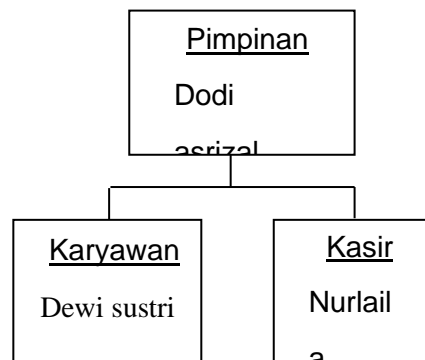 Pimpinan
Dodi
asrizal
Karyawan
Dewi sustri
Kasir
Nurlail
a